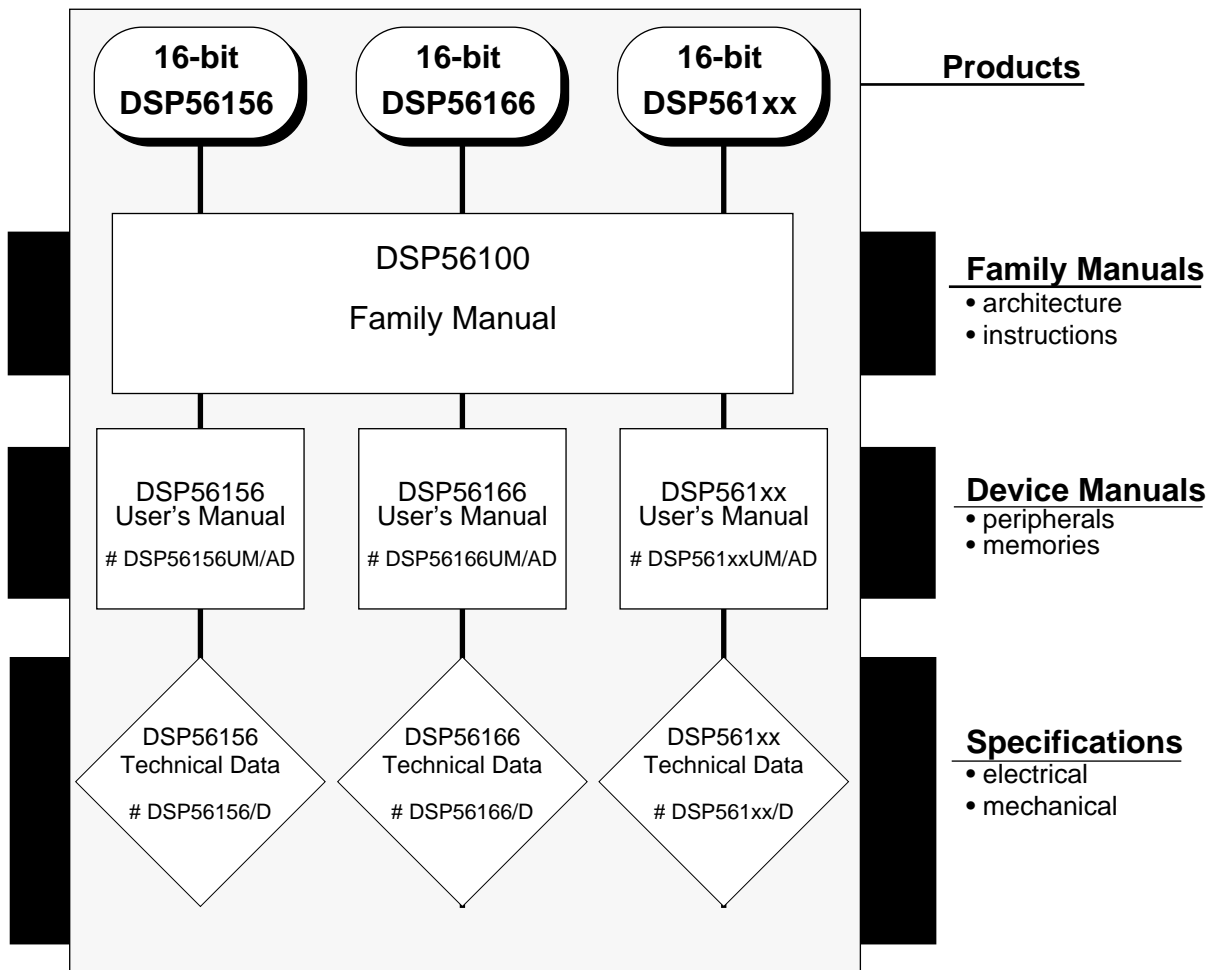 16-bit
DSP56156
16-bit
DSP56166
16-bit
DSP561xx
Products
DSP56100
Family Manual
Family Manuals
• architecture
• instructions
DSP56156
User's Manual
# DSP56156UM/AD
DSP56166
User's Manual
# DSP56166UM/AD
DSP561xx
User's Manual
# DSP561xxUM/AD
Device Manuals
• peripherals
• memories
DSP56156
Technical Data
# DSP56156/D
DSP56166
Technical Data
# DSP56166/D
DSP561xx
Technical Data
# DSP561xx/D
Specifications
• electrical
• mechanical